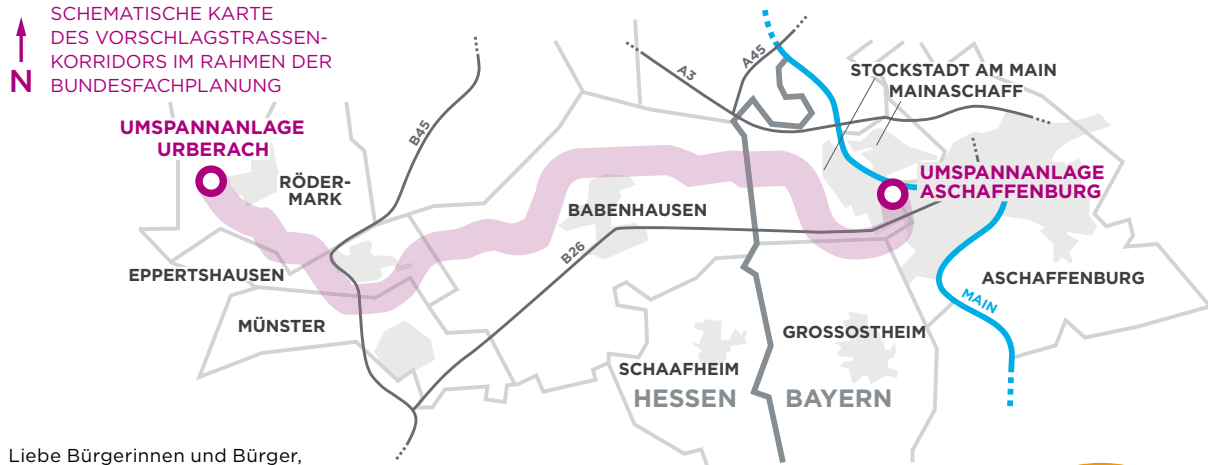 SCHEMATISCHE KARTE
DES VORSCHLAGSTRASSEN-
KORRIDORS IM RAHMEN DER
BUNDESFACHPLANUNG
N
UMSPANNANLAGE
URBERACH
RÖDER-
MARK
B45
A3
A45
STOCKSTADT AM MAIN
MAINASCHAFF
UMSPANNANLAGE
ASCHAFFENBURG
BABENHAUSEN
B26
EPPERTSHAUSEN
MÜNSTER
ASCHAFFENBURG
MAIN
GROSSOSTHEIM
SCHAAFHEIM
HESSEN
BAYERN
Liebe Bürgerinnen und Bürger,